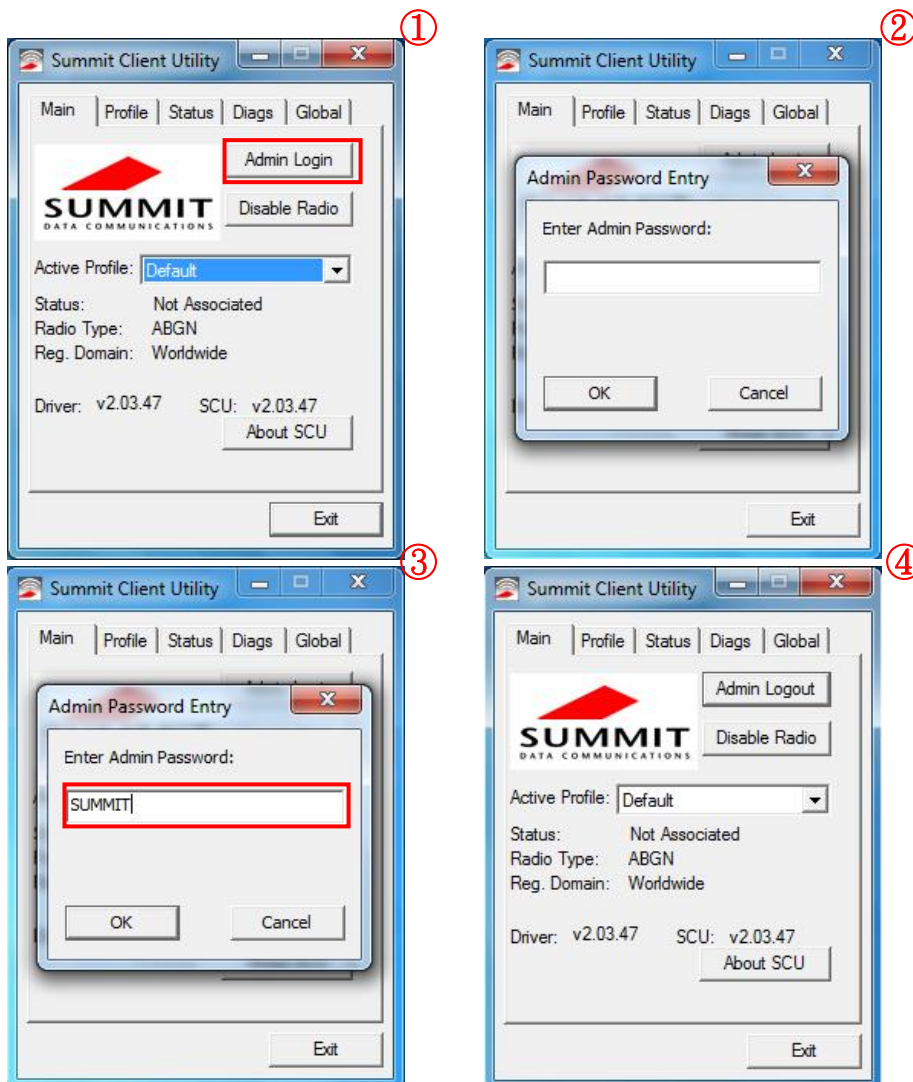 ①
Summit Client Utility
Main Profile Status Diags Global
Admin Login
SUMMIT
DATA COMMUNICATIONS
Disable Radio
Active Profile: Default
Status: Not Associated
Radio Type: ABGN
Reg. Domain: Worldwide
Driver: v2.03.47 SCU: v2.03.47
About SCU
Exit
②
Summit Client Utility
Main Profile Status Diags Global
Admin Password Entry
Enter Admin Password:
OK Cancel
Exit
③
Summit Client Utility
Main Profile Status Diags Global
Admin Password Entry
Enter Admin Password:
SUMMIT
OK Cancel
Exit
④
Summit Client Utility
Main Profile Status Diags Global
Admin Logout
SUMMIT
DATA COMMUNICATIONS
Disable Radio
Active Profile: Default
Status: Not Associated
Radio Type: ABGN
Reg. Domain: Worldwide
Driver: v2.03.47 SCU: v2.03.47
About SCU
Exit